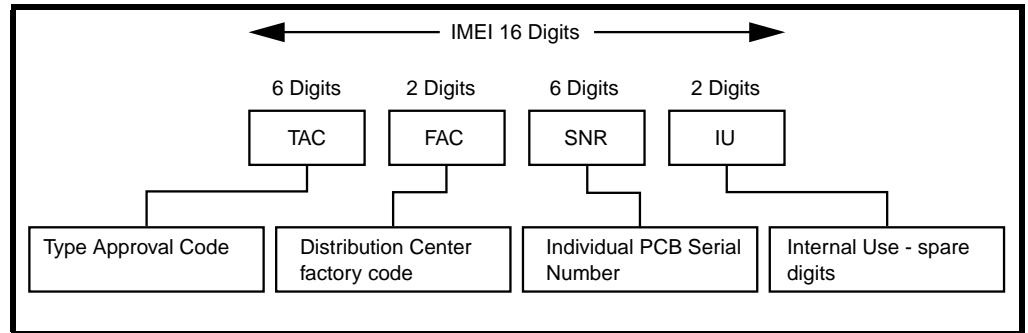 IMEI 16 Digits
6 Digits
2 Digits
6 Digits
2 Digits
TAC
FAC
SNR
IU
Type Approval Code
Distribution Center
factory code
Individual PCB Serial
Number
Internal Use - spare
digits